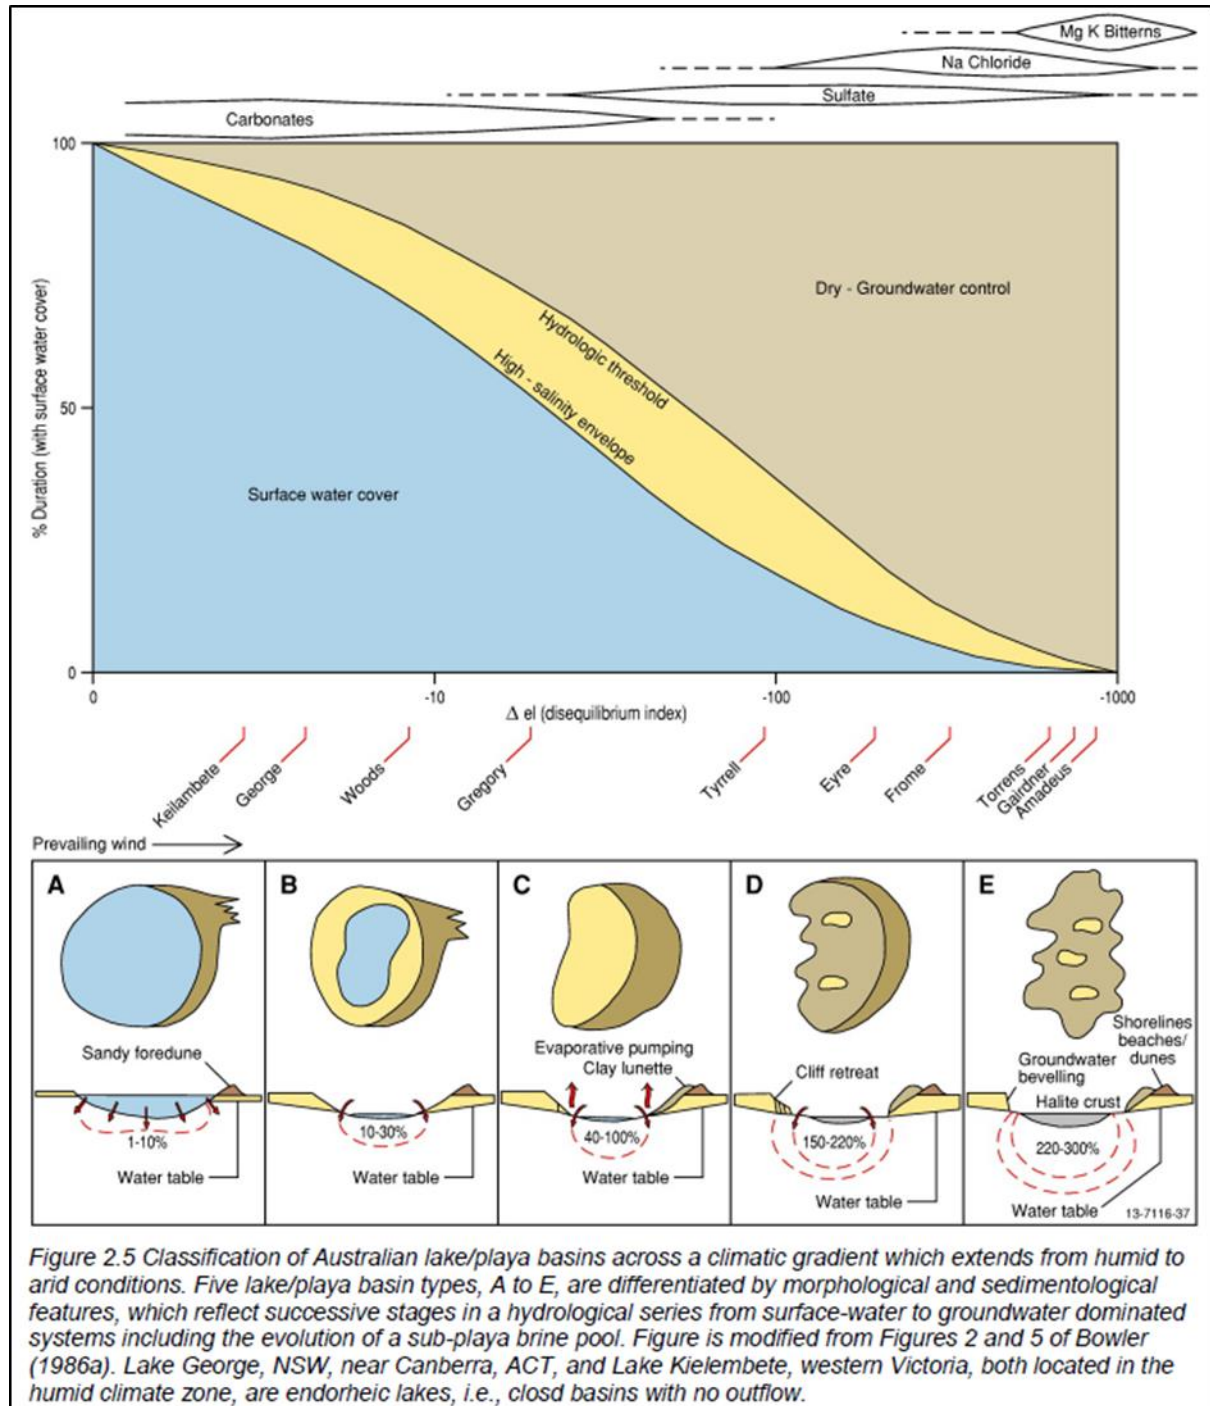 Mg K Bitterns
Na Chloride
Sulfate
Carbonates
100
50
0
% Duration (with surface water cover)
Dry - Groundwater control
Hydrologic threshold
High - salinity envelope
Surface water cover
0
-10
-100
-1000
Δ el (disequilibrium index)
Keilambete
George
Woods
Gregory
Tyrrell
Eyre
Frome
Torrens
Gairdner
Amadeus
Prevailing wind
A
Sandy foredune
1-10%
Water table
B
10-30%
Water table
C
Evaporative pumping
Clay lunette
40-100%
Water table
D
Cliff retreat
150-220%
Water table
E
Shorelines
beaches/
dunes
Groundwater
bevelling
Halite crust
220-300%
Water table
13-7116-37
Figure 2.5 Classification of Australian lake/playa basins across a climatic gradient which extends from humid to
arid conditions. Five lake/playa basin types, A to E, are differentiated by morphological and sedimentological
features, which reflect successive stages in a hydrological series from surface-water to groundwater dominated
systems including the evolution of a sub-playa brine pool. Figure is modified from Figures 2 and 5 of Bowler
(1986a). Lake George, NSW, near Canberra, ACT, and Lake Kielembete, western Victoria, both located in the
humid climate zone, are endorheic lakes, i.e., closd basins with no outflow.